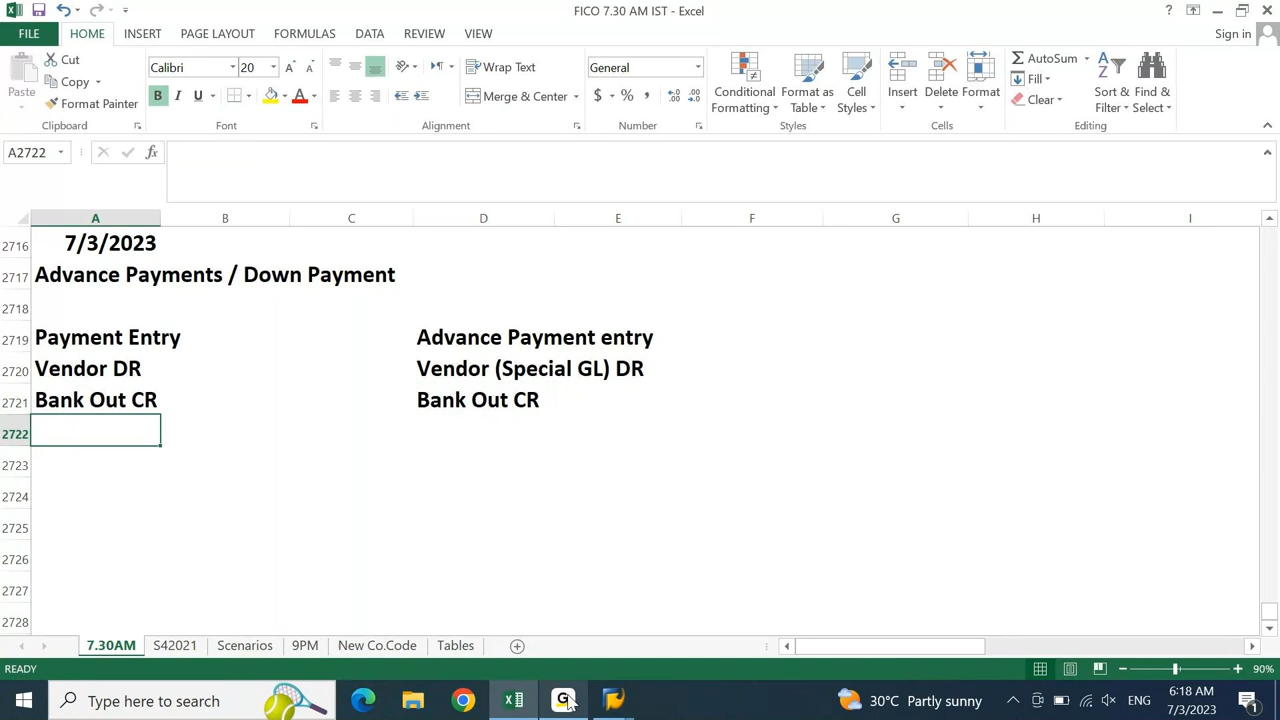 FICO 7.30 AM IST - Excel
? 
FILE HOME INSERT PAGE LAYOUT FORMULAS DATA REVIEW VIEW Sign in
Paste
Cut
Copy
Format Painter
Clipboard
Calibri 20
B I U
Font
Wrap Text
Merge & Center
Alignment
General
$ % ,
Number
Conditional Formatting
Format as Table
Cell Styles
Styles
Insert
Delete
Format
Cells
AutoSum
Fill
Clear
Sort & Filter
Find & Select
Editing
A2722 fx
A B C D E F G H I
2716 7/3/2023
2717 Advance Payments / Down Payment
2718
2719 Payment Entry Advance Payment entry
2720 Vendor DR Vendor (Special GL) DR
2721 Bank Out CR Bank Out CR
2722
2723
2724
2725
2726
2727
2728
7.30AM S42021 Scenarios 9PM New Co.Code Tables
READY 90%
Type here to search 30°C Partly sunny ENG 6:18 AM
7/3/2023 1